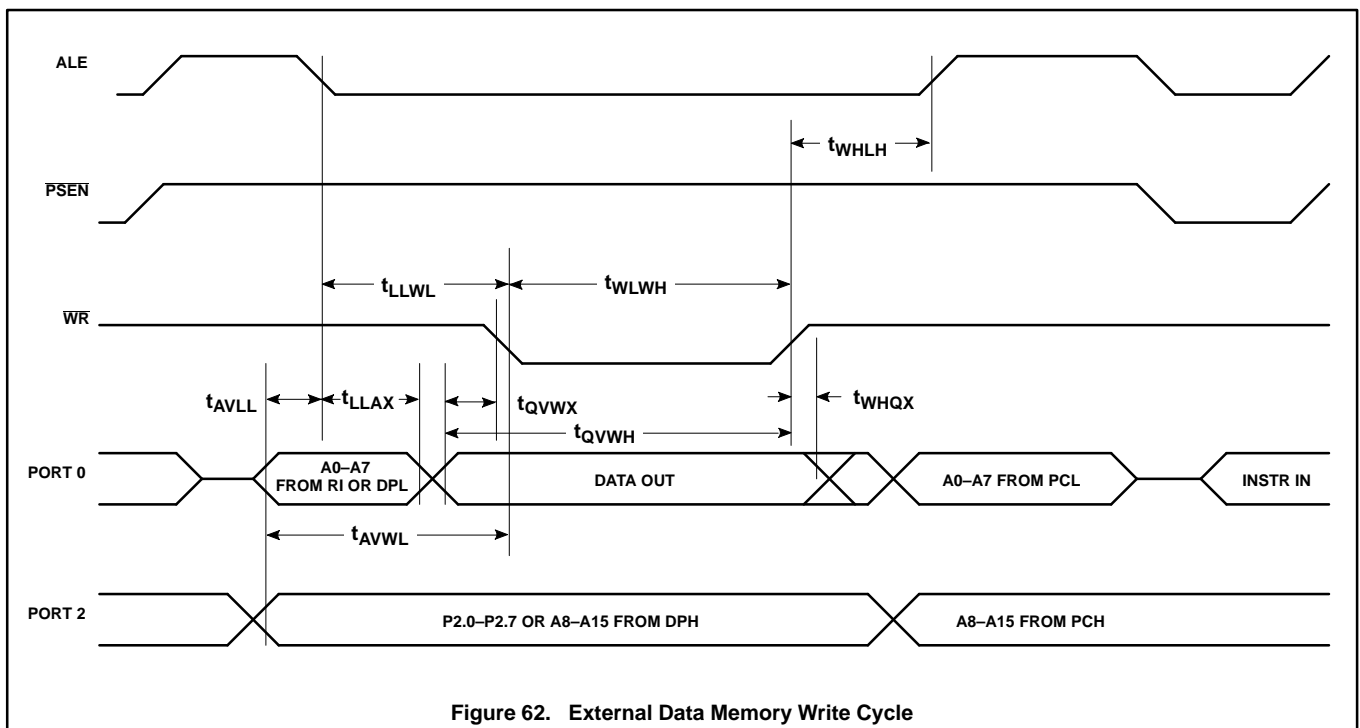 ALE
tWHLH
PSEN
tLLWL
tWLWH
WR
tAVLL
tLLAX
tQVWX
tWHQX
tQVWH
PORT 0
A0–A7
FROM RI OR DPL
DATA OUT
A0–A7 FROM PCL
INSTR IN
tAVWL
PORT 2
P2.0–P2.7 OR A8–A15 FROM DPH
A8–A15 FROM PCH
Figure 62. External Data Memory Write Cycle